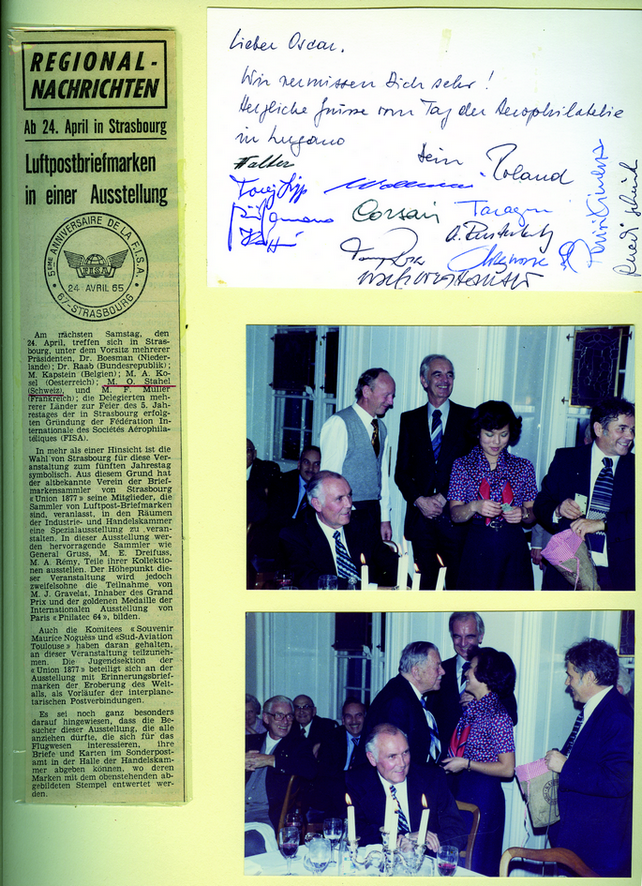 REGIONAL-
NACHRICHTEN
Ab 24. April in Strasbourg
Luftpostbriefmarken
in einer Ausstellung
5ème ANNIVERSAIRE DE LA F.I.S.A.
FISA
24 AVRIL 65
67-STRASBOURG
Am nächsten Samstag, den
24. April, treffen sich in Stras-
bourg, unter dem Vorsitz mehrerer
Präsidenten, Dr. Boesman (Nieder-
lande); Dr. Raab (Bundesrepublik);
M. Kapstein (Belgien); M. A. Ko-
sel (Oesterreich); M. O. Stahel
(Schweiz), und M. F. Müller
(Frankreich); die Delegierten meh-
rerer Länder zur Feier des 5. Jah-
restages der in Strasbourg erfolg-
ten Gründung der Fédération In-
ternationale des Sociétés Aérophila-
téliques (FISA).
In mehr als einer Hinsicht ist die
Wahl von Strasbourg für diese Ver-
anstaltung zum fünften Jahrestag
symbolisch. Aus diesem Grund hat
der altbekannte Verein der Brief-
markensammler von Strasbourg
«Union 1877» seine Mitglieder, die
Sammler von Luftpost-Briefmarken
sind, veranlasst, in den Räumen
der Industrie- und Handelskammer
eine Spezialausstellung zu veran-
stalten. In dieser Ausstellung wer-
den hervorragende Sammler wie
General Gruss, M. E. Dreifuss,
M. A. Rémy, Teile ihrer Kollektio-
nen ausstellen. Der Höhepunkt die-
ser Veranstaltung wird jedoch
zweifelsohne die Teilnahme von
M. J. Gravelat, Inhaber des Grand
Prix und der goldenen Medaille der
Internationalen Ausstellung von
Paris «Philatec 64», bilden.
Auch die Komitees «Souvenir
Maurice Noguès» und «Sud-Aviation
Toulouse» haben daran gehalten,
an dieser Veranstaltung teilzuneh-
men. Die Jugendsektion der
«Union 1877» beteiligt sich an der
Ausstellung mit Erinnerungsbrief-
marken der Eroberung des Welt-
alls, als Vorläufer der interplane-
tarischen Postverbindungen.
Es sei noch ganz besonders
darauf hingewiesen, dass die Be-
sucher dieser Ausstellung, die alle
anziehen dürfte, die sich für das
Flugwesen interessieren, ihre
Briefe und Karten im Sonderpost-
amt in der Halle der Handelskam-
mer abgeben können, wo deren
Marken mit dem obenstehenden ab-
gebildeten Stempel entwertet wer-
den.
Lieber Oscar,
Wir vermissen Dich sehr!
Herzliche Grüsse vom Tag der Aerophilatelie
in Lugano
Dein Roland
Walter
Corsair